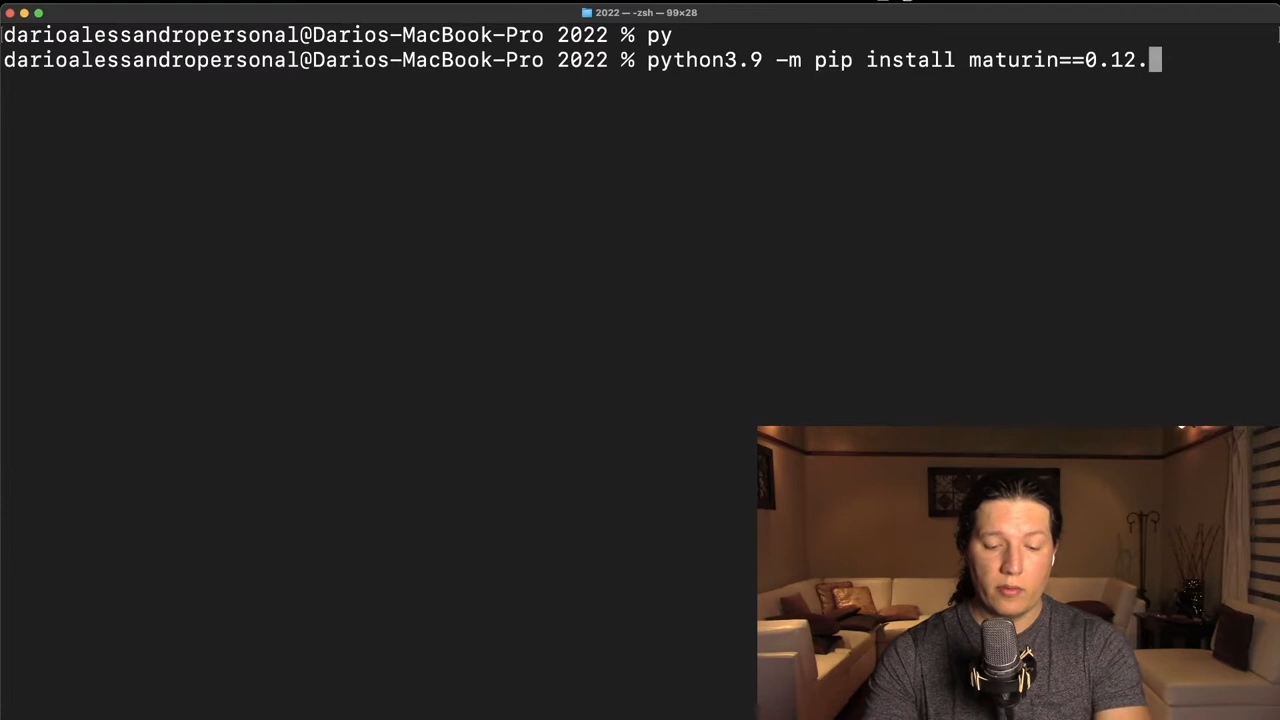 2022 — -zsh — 99×28
darioalessandropersonal@Darios-MacBook-Pro 2022 % py
darioalessandropersonal@Darios-MacBook-Pro 2022 % python3.9 -m pip install maturin==0.12.